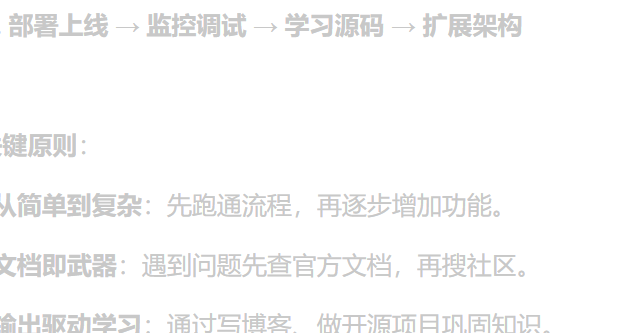 部署上线 → 监控调试 → 学习源码 → 扩展架构
键原则：
从简单到复杂：先跑通流程，再逐步增加功能。
文档即武器：遇到问题先查官方文档，再搜社区。
输出驱动学习：通过写博客、做开源项目巩固知识。